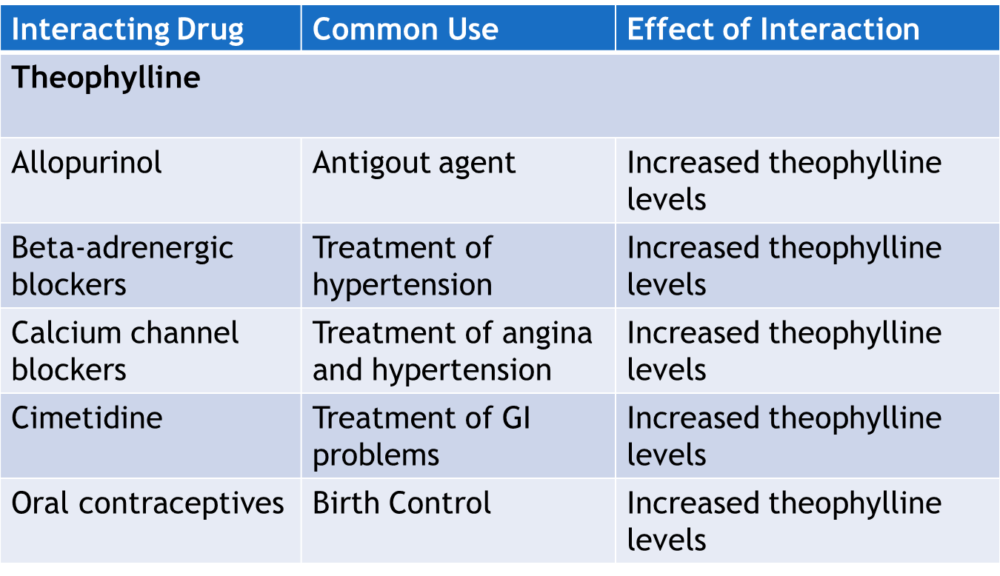 Interacting Drug Common Use Effect of Interaction
Theophylline
Allopurinol Antigout agent Increased theophylline
levels
Beta-adrenergic Treatment of Increased theophylline
blockers hypertension levels
Calcium channel Treatment of angina Increased theophylline
blockers and hypertension levels
Cimetidine Treatment of GI Increased theophylline
problems levels
Oral contraceptives Birth Control Increased theophylline
levels